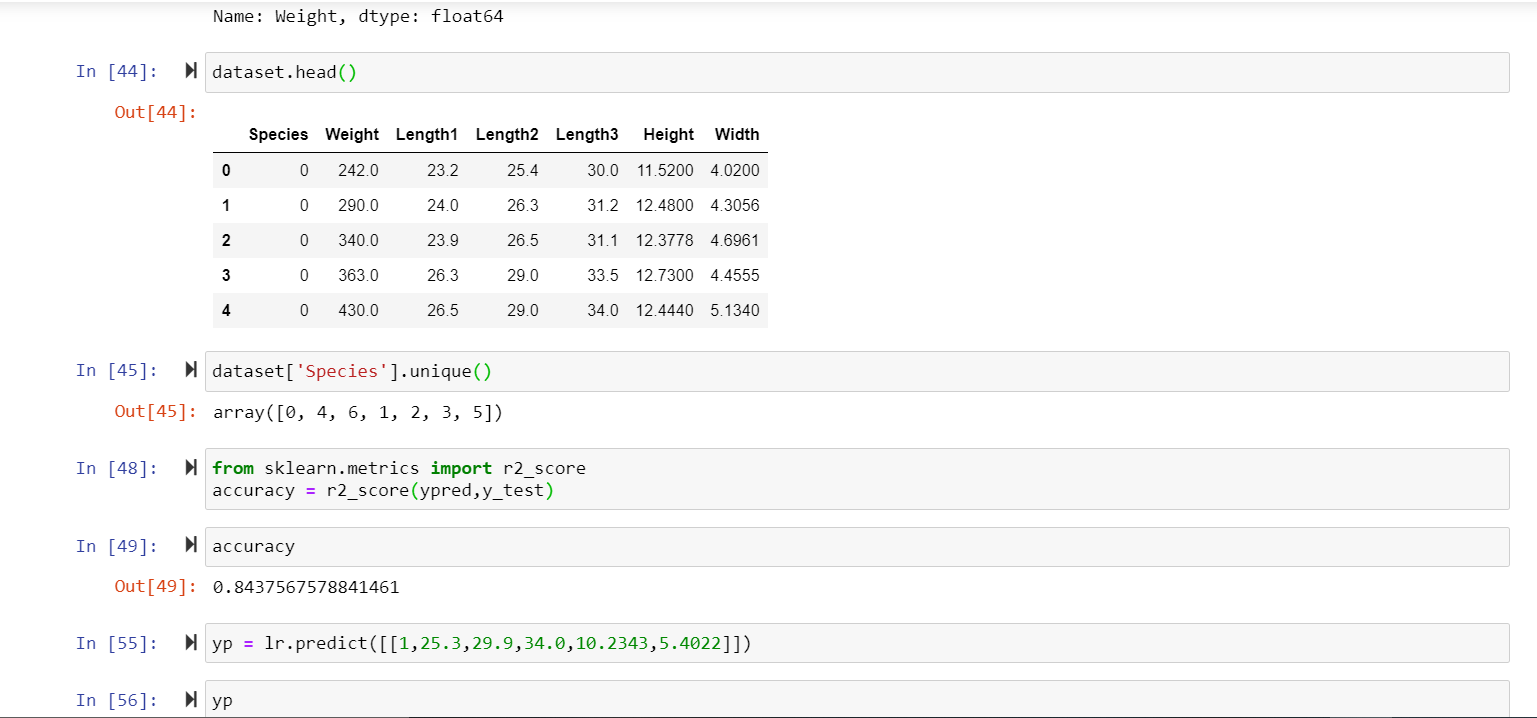 Name: Weight, dtype: float64
In [44]: dataset.head()
Out[44]:
Species Weight Length1 Length2 Length3 Height Width
0 0 242.0 23.2 25.4 30.0 11.5200 4.0200
1 0 290.0 24.0 26.3 31.2 12.4800 4.3056
2 0 340.0 23.9 26.5 31.1 12.3778 4.6961
3 0 363.0 26.3 29.0 33.5 12.7300 4.4555
4 0 430.0 26.5 29.0 34.0 12.4440 5.1340
In [45]: dataset['Species'].unique()
Out[45]: array([0, 4, 6, 1, 2, 3, 5])
In [48]: from sklearn.metrics import r2_score
accuracy = r2_score(ypred,y_test)
In [49]: accuracy
Out[49]: 0.8437567578841461
In [55]: yp = lr.predict([[1,25.3,29.9,34.0,10.2343,5.4022]])
In [56]: yp